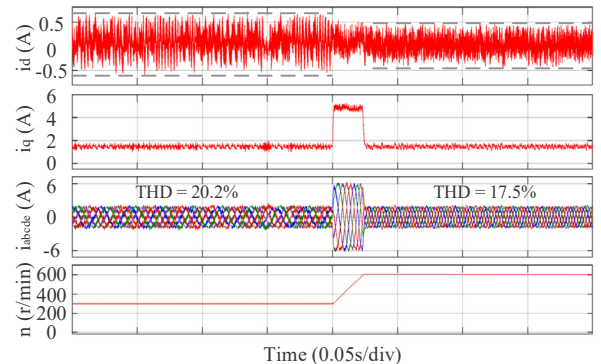 id (A)
0.5
0
-0.5
iq (A)
6
4
2
0
iabcde (A)
6
0
-6
THD = 20.2%
THD = 17.5%
n (r/min)
600
400
200
0
Time (0.05s/div)